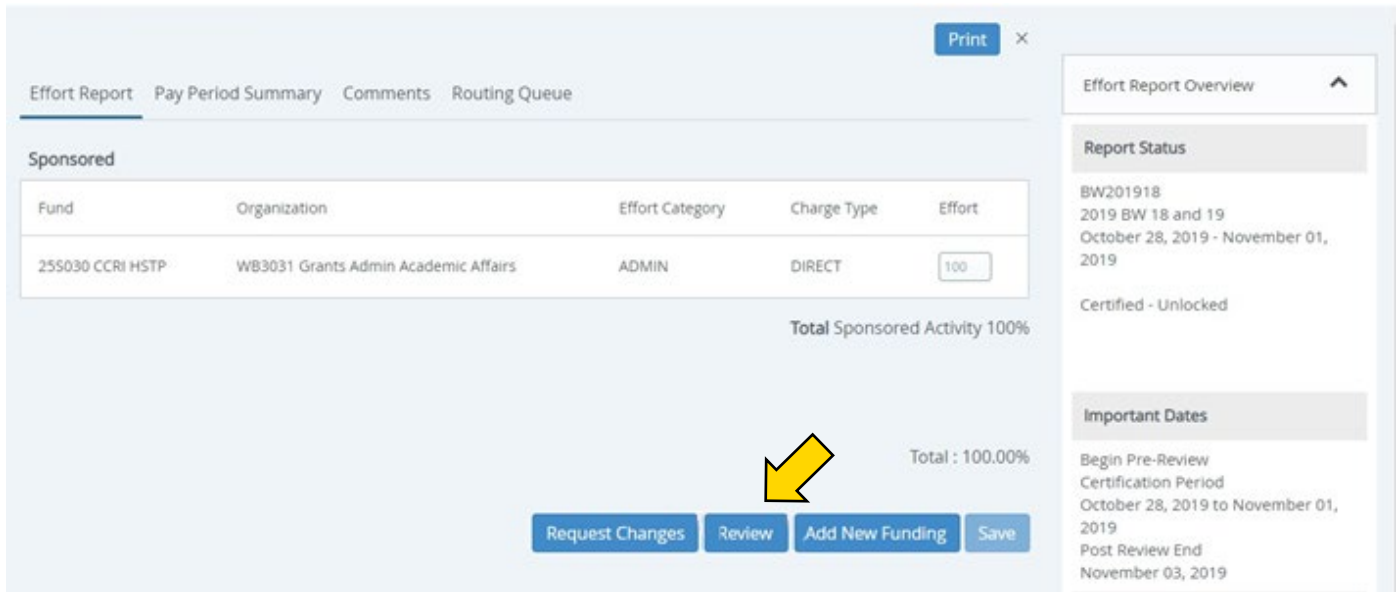 Print ×
Effort Report Pay Period Summary Comments Routing Queue
Sponsored
Fund Organization Effort Category Charge Type Effort
25S030 CCRI HSTP WB3031 Grants Admin Academic Affairs ADMIN DIRECT 100
Total Sponsored Activity 100%
Total : 100.00%
Request Changes Review Add New Funding Save
Effort Report Overview
Report Status
BW201918
2019 BW 18 and 19
October 28, 2019 - November 01,
2019
Certified - Unlocked
Important Dates
Begin Pre-Review
Certification Period
October 28, 2019 to November 01,
2019
Post Review End
November 03, 2019